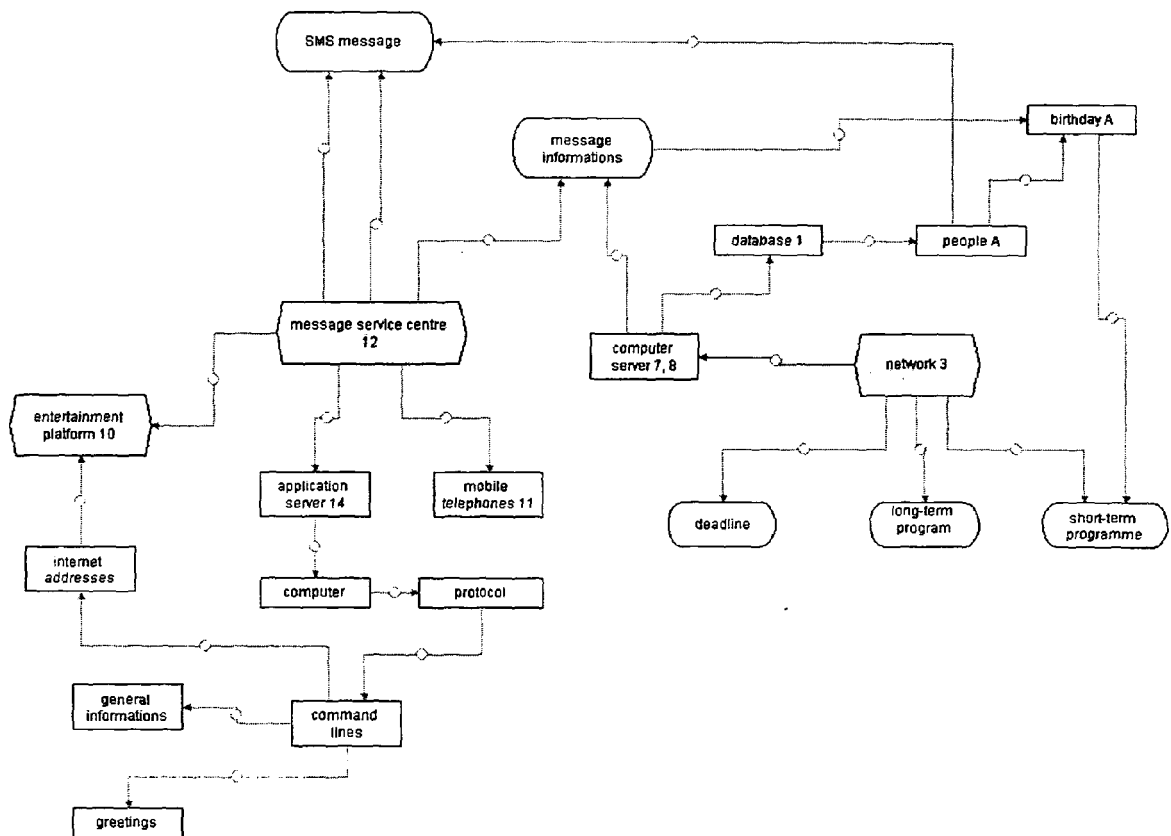 SMS message
birthday A
message
informations
database 1
people A
message service centre
12
computer
server 7, 8
network 3
entertainment
platform 10
application
server 14
mobile
telephones 11
deadline
long-term
program
short-term
programme
internet
addresses
computer
protocol
general
informations
command
lines
greetings